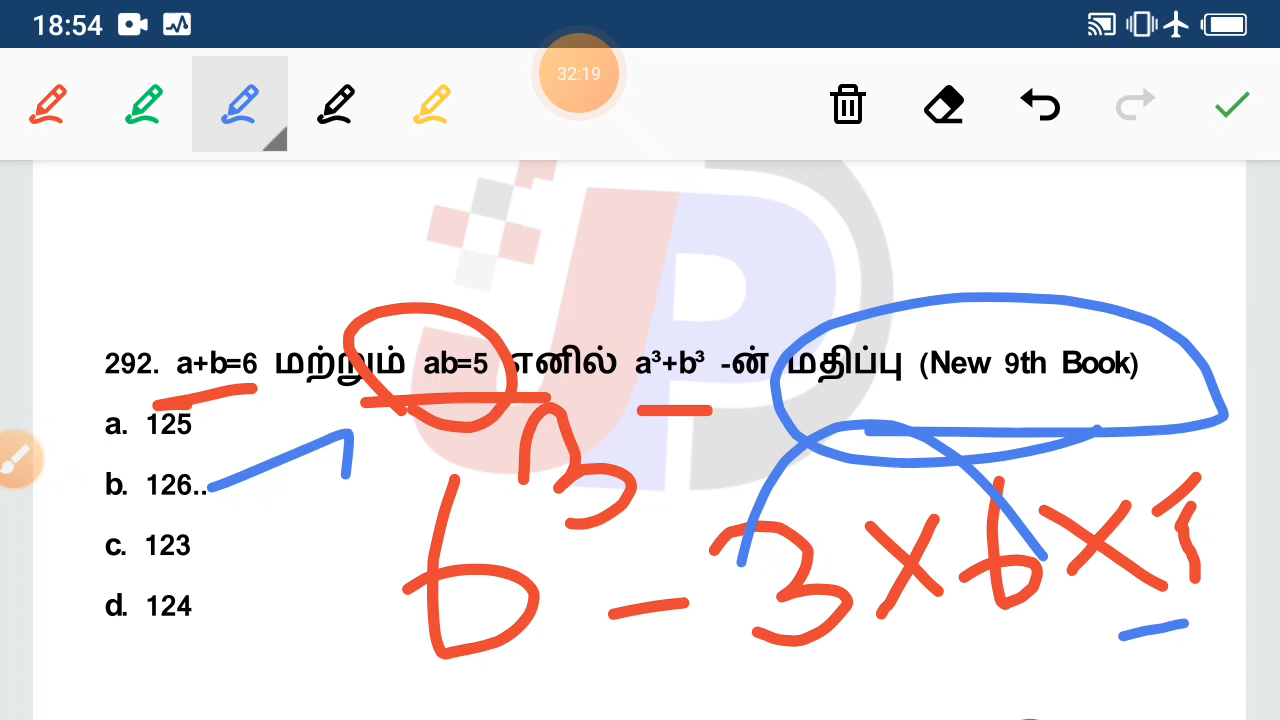 18:54
32:19
292. a+b=6 மற்றும் ab=5 எனில் a³+b³ -ன் மதிப்பு (New 9th Book)
a. 125
b. 126..
c. 123
d. 124
6³ - 3×6×